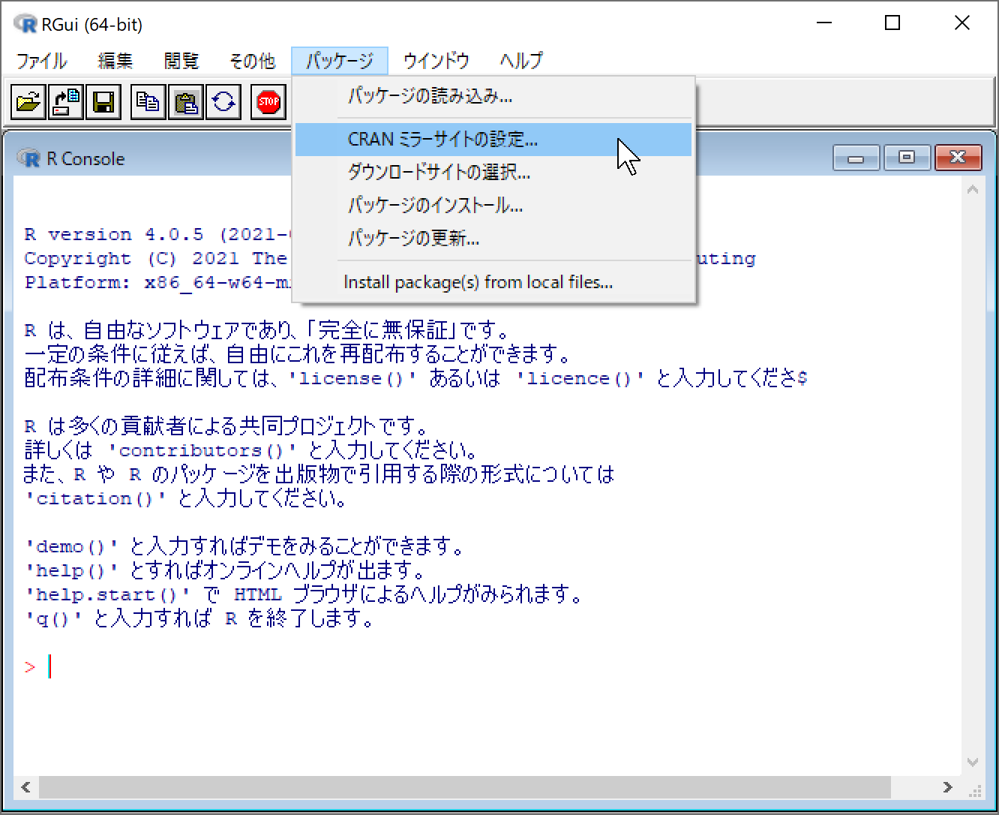 RGui (64-bit)
ファイル 編集 閲覧 その他 パッケージ ウインドウ ヘルプ
STOP
パッケージの読み込み...
CRAN ミラーサイトの設定...
ダウンロードサイトの選択...
パッケージのインストール...
パッケージの更新...
Install package(s) from local files...
R Console
R version 4.0.5 (2021-
Copyright (C) 2021 The uting
Platform: x86_64-w64-m
R は、自由なソフトウェアであり、「完全に無保証」です。
一定の条件に従えば、自由にこれを再配布することができます。
配布条件の詳細に関しては、'license()' あるいは 'licence()' と入力してくださ$
R は多くの貢献者による共同プロジェクトです。
詳しくは 'contributors()' と入力してください。
また、R や R のパッケージを出版物で引用する際の形式については
'citation()' と入力してください。
'demo()' と入力すればデモをみることができます。
'help()' とすればオンラインヘルプが出ます。
'help.start()' で HTML ブラウザによるヘルプがみられます。
'q()' と入力すれば R を終了します。
>